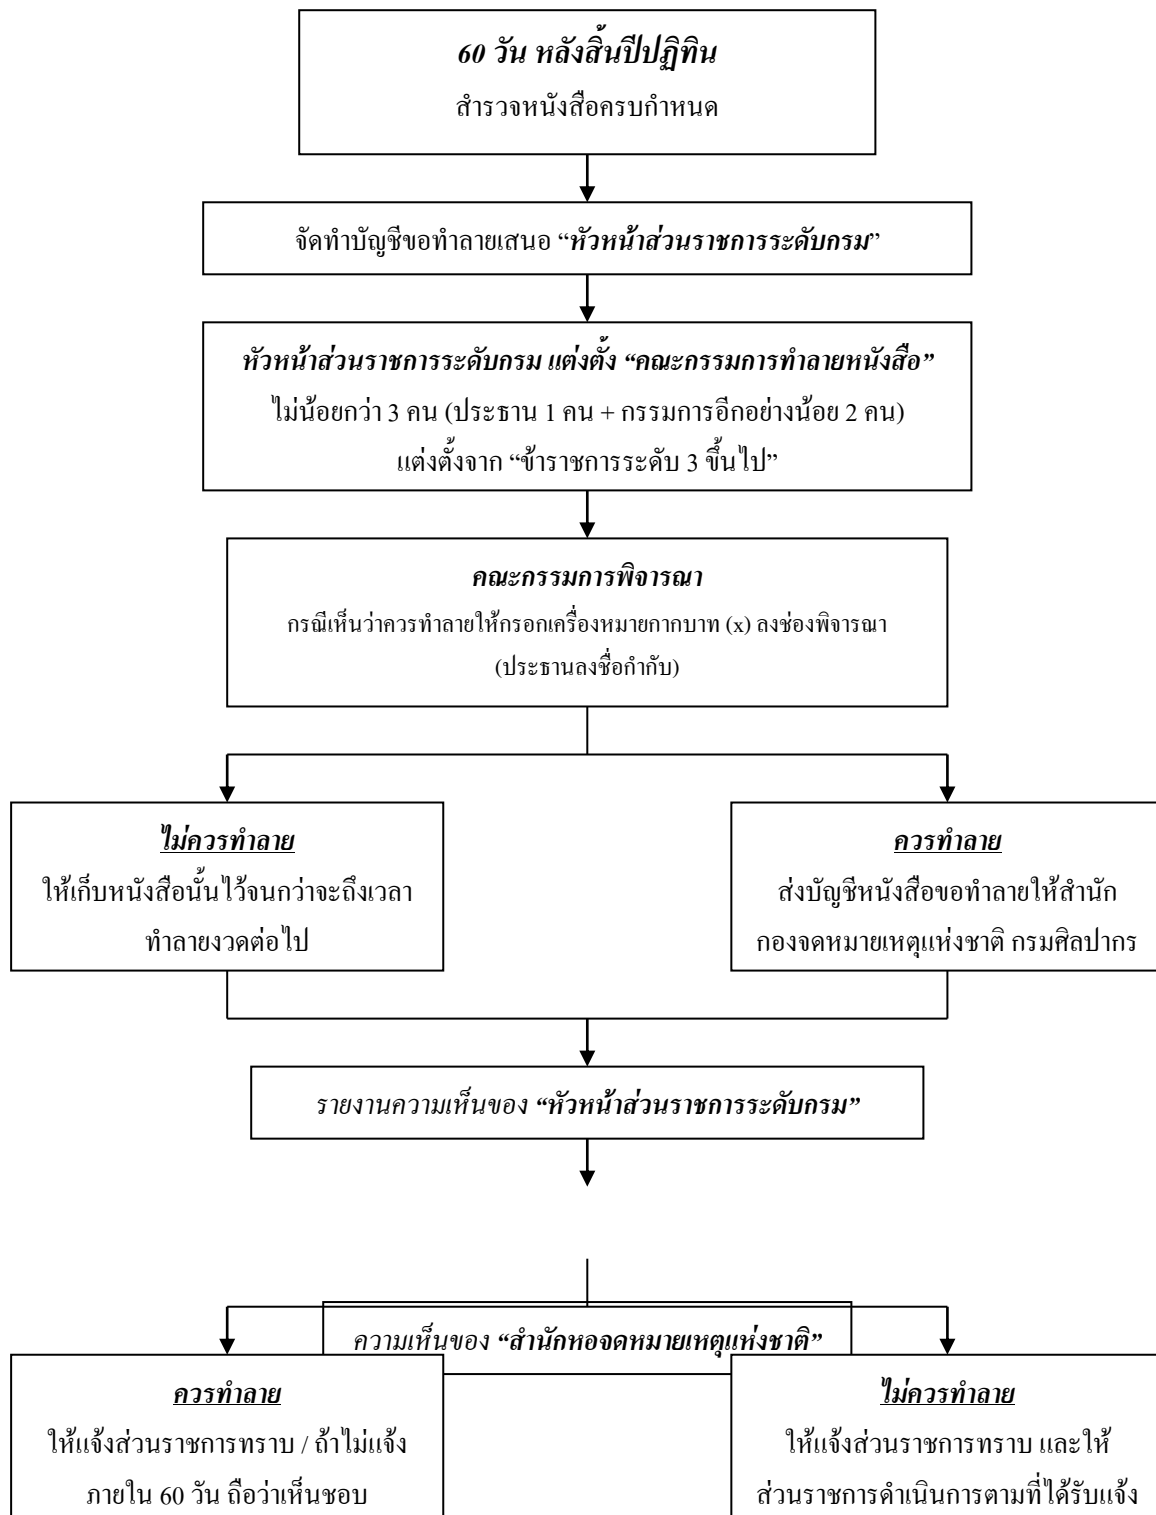 60 วัน หลังสิ้นปีปฏิทิน
สำรวจหนังสือครบกำหนด
จัดทำบัญชีขอทำลายเสนอ “หัวหน้าส่วนราชการระดับกรม”
หัวหน้าส่วนราชการระดับกรม แต่งตั้ง “คณะกรรมการทำลายหนังสือ”
ไม่น้อยกว่า 3 คน (ประธาน 1 คน + กรรมการอีกอย่างน้อย 2 คน)
แต่งตั้งจาก “ข้าราชการระดับ 3 ขึ้นไป”
คณะกรรมการพิจารณา
กรณีเห็นว่าควรทำลายให้กรอกเครื่องหมายกากบาท (x) ลงช่องพิจารณา
(ประธานลงชื่อกำกับ)
ไม่ควรทำลาย
ให้เก็บหนังสือนั้นไว้จนกว่าจะถึงเวลา
ทำลายงวดต่อไป
ควรทำลาย
ส่งบัญชีหนังสือขอทำลายให้สำนัก
กองจดหมายเหตุแห่งชาติ กรมศิลปากร
รายงานความเห็นของ “หัวหน้าส่วนราชการระดับกรม”
ความเห็นของ “สำนักหอจดหมายเหตุแห่งชาติ”
ควรทำลาย
ให้แจ้งส่วนราชการทราบ / ถ้าไม่แจ้ง
ภายใน 60 วัน ถือว่าเห็นชอบ
ไม่ควรทำลาย
ให้แจ้งส่วนราชการทราบ และให้
ส่วนราชการดำเนินการตามที่ได้รับแจ้ง